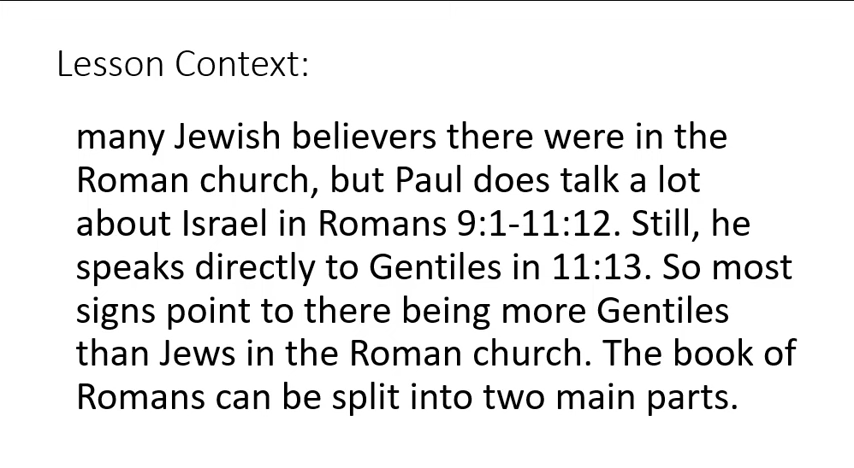 Lesson Context:
many Jewish believers there were in the
Roman church, but Paul does talk a lot
about Israel in Romans 9:1-11:12. Still, he
speaks directly to Gentiles in 11:13. So most
signs point to there being more Gentiles
than Jews in the Roman church. The book of
Romans can be split into two main parts.